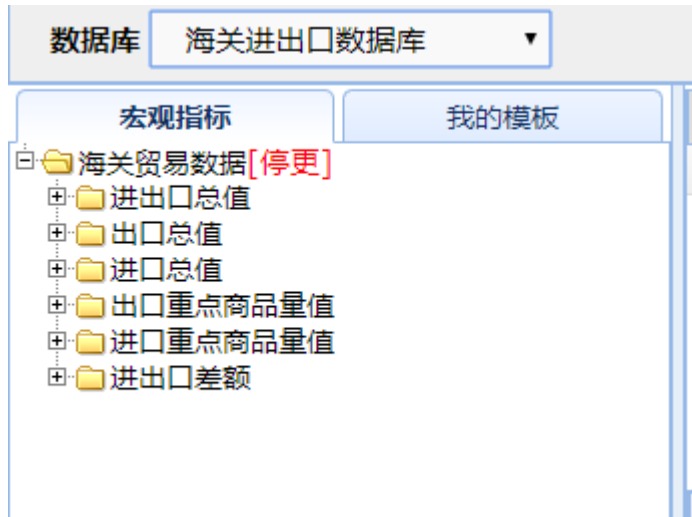 数据库 海关进出口数据库
宏观指标 我的模板
海关贸易数据[停更]
进出口总值
出口总值
进口总值
出口重点商品量值
进口重点商品量值
进出口差额